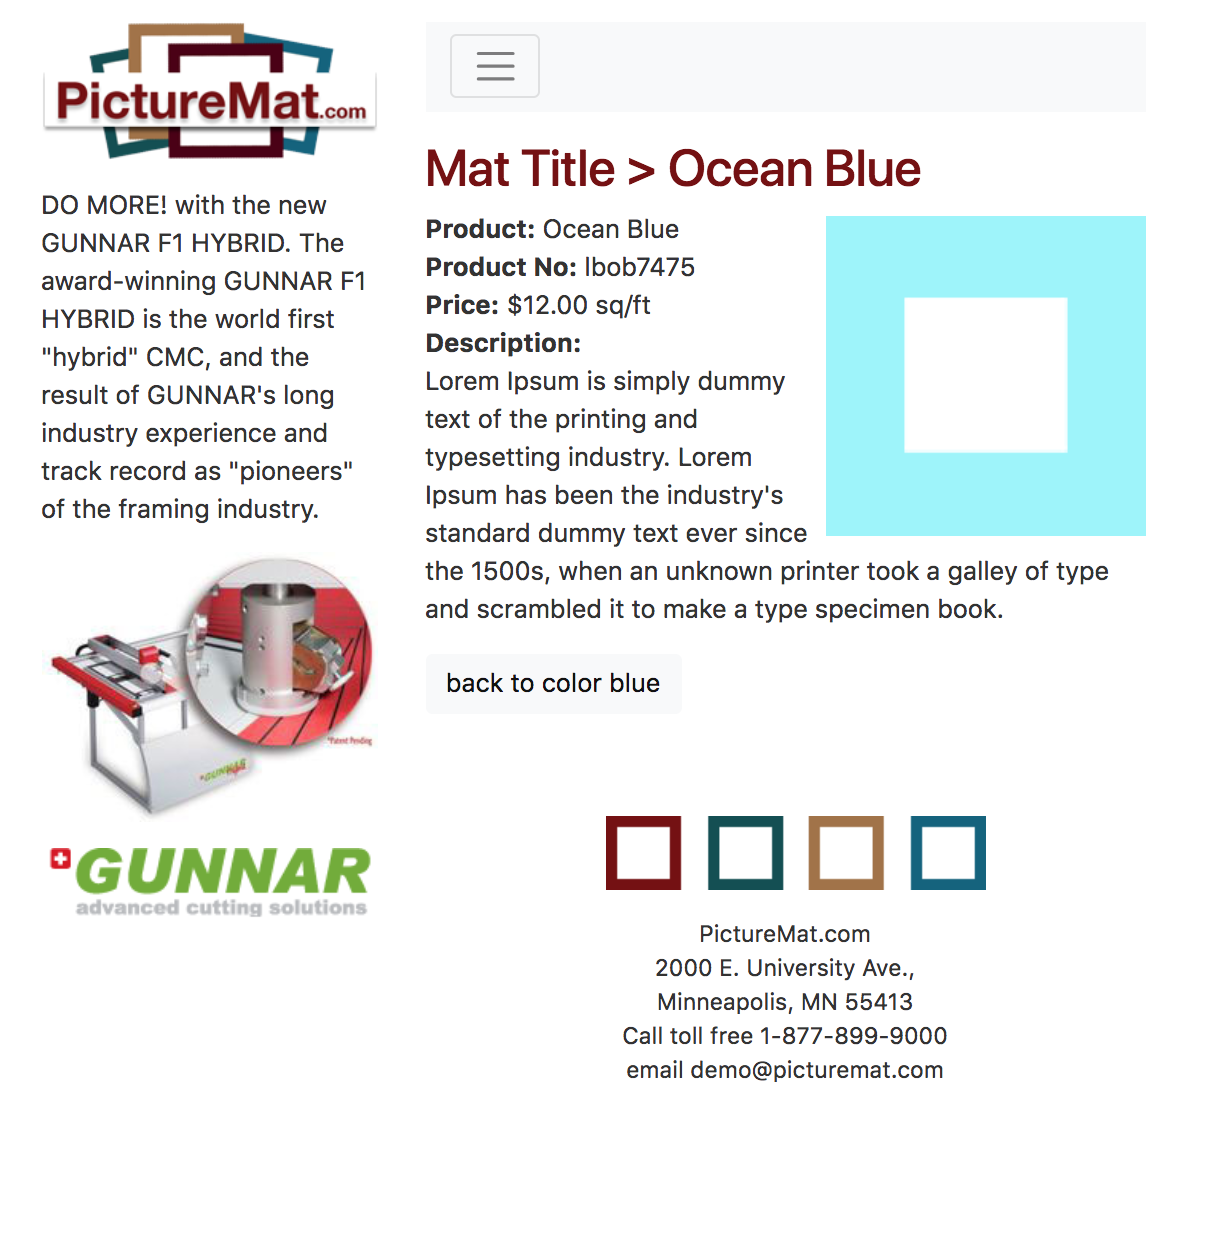 PictureMat.com
DO MORE! with the new
GUNNAR F1 HYBRID. The
award-winning GUNNAR F1
HYBRID is the world first
"hybrid" CMC, and the
result of GUNNAR's long
industry experience and
track record as "pioneers"
of the framing industry.
*Patent Pending
GUNNAR
GUNNAR
advanced cutting solutions
Mat Title > Ocean Blue
Product: Ocean Blue
Product No: lbob7475
Price: $12.00 sq/ft
Description:
Lorem Ipsum is simply dummy
text of the printing and
typesetting industry. Lorem
Ipsum has been the industry's
standard dummy text ever since
the 1500s, when an unknown printer took a galley of type
and scrambled it to make a type specimen book.
back to color blue
PictureMat.com
2000 E. University Ave.,
Minneapolis, MN 55413
Call toll free 1-877-899-9000
email demo@picturemat.com